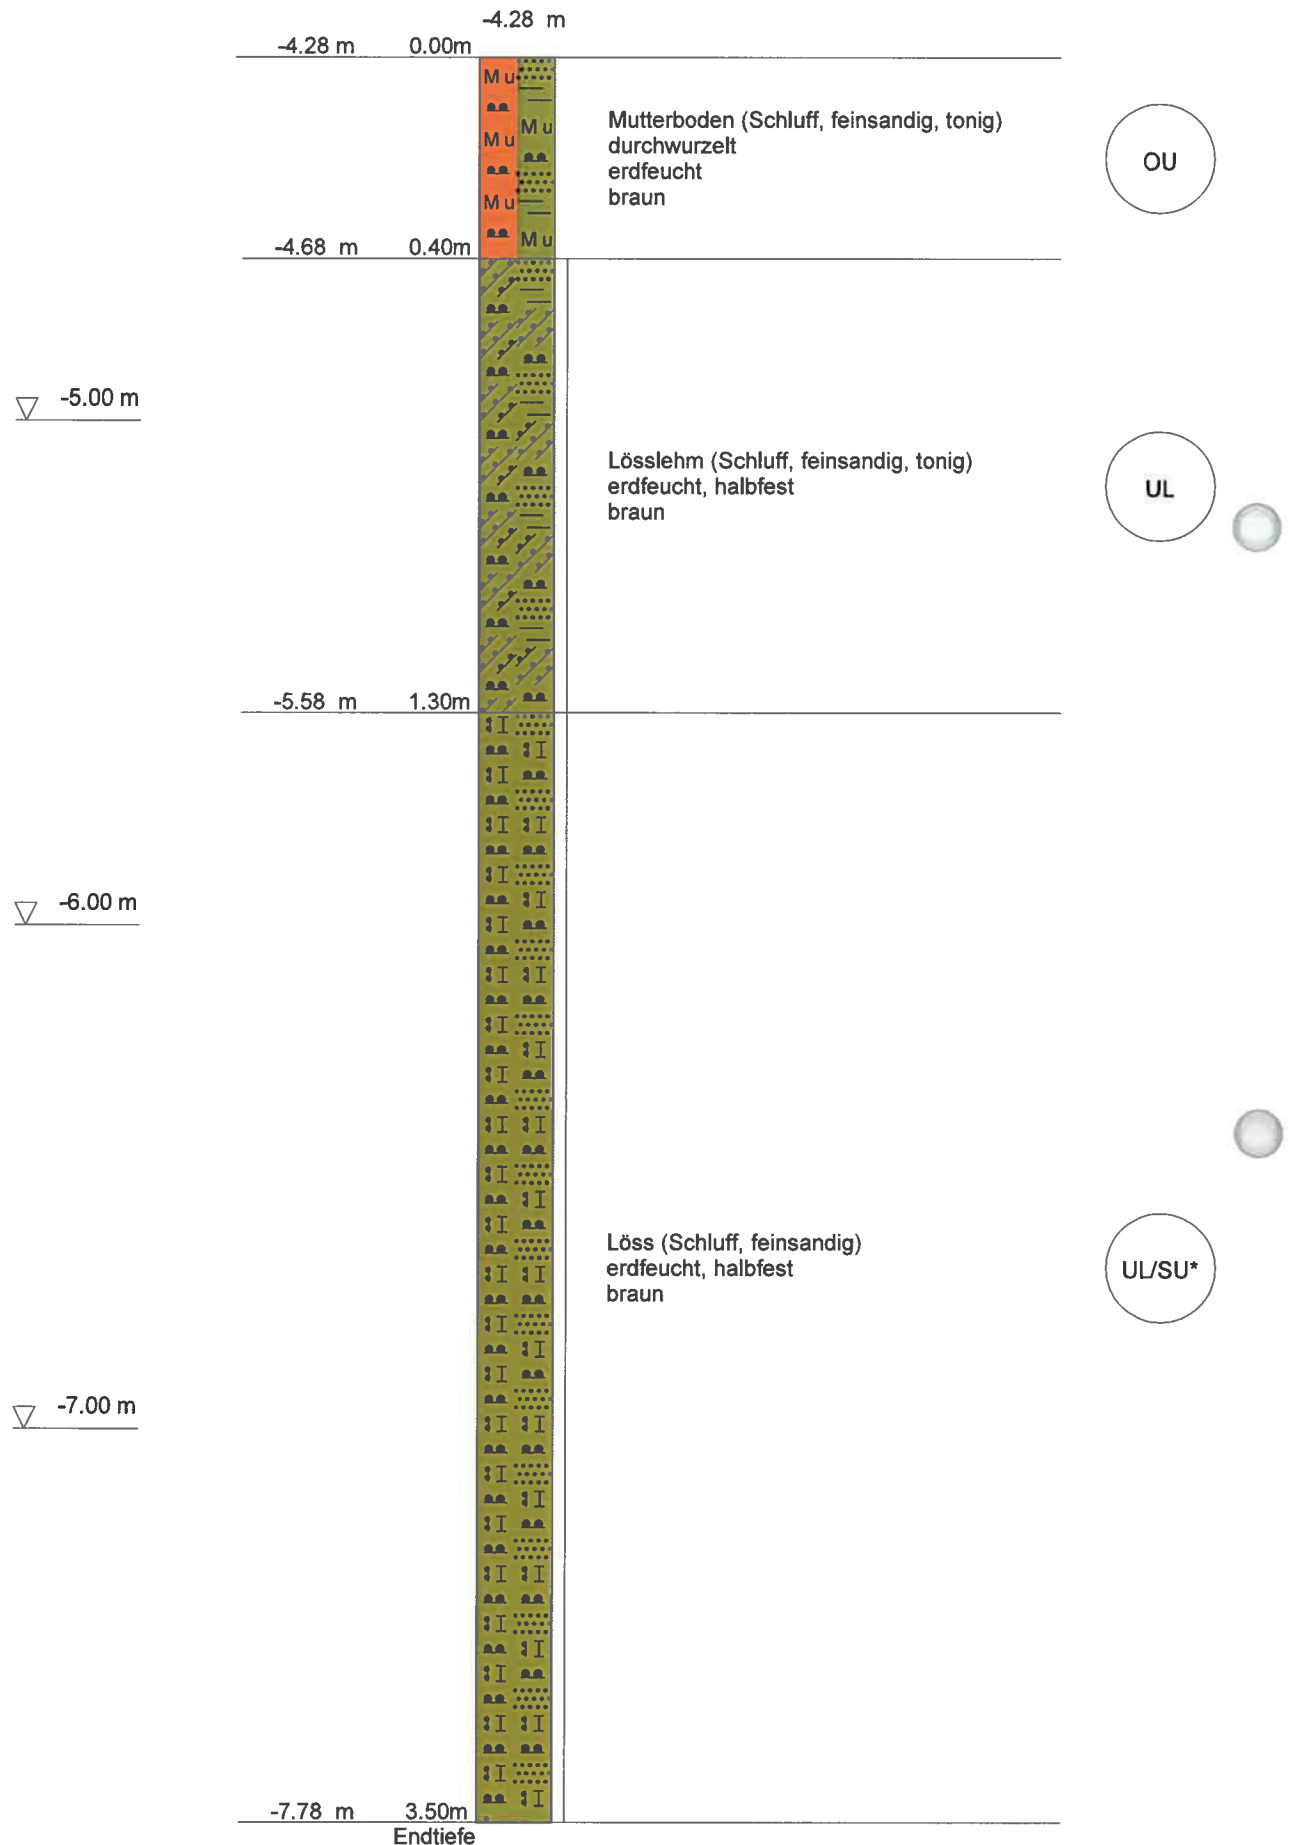 -4.28 m
-4.28 m 0.00m
Mu
Mu
Mu
Mu
Mu
Mutterboden (Schluff, feinsandig, tonig)
durchwurzelt
erdfeucht
braun
OU
-4.68 m 0.40m
-5.00 m
Lösslehm (Schluff, feinsandig, tonig)
erdfeucht, halbfest
braun
UL
-5.58 m 1.30m
-6.00 m
Löss (Schluff, feinsandig)
erdfeucht, halbfest
braun
UL/SU*
-7.00 m
-7.78 m 3.50m
Endtiefe